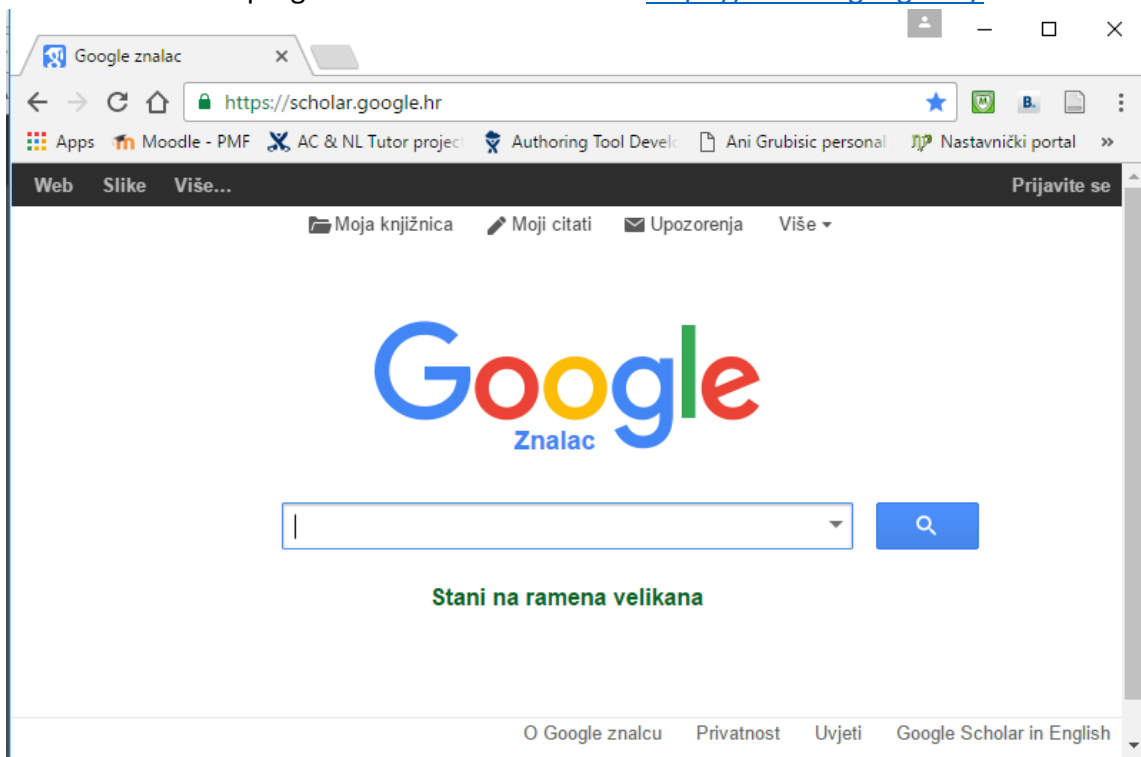 Google znalac
https://scholar.google.hr
Apps Moodle - PMF AC & NL Tutor project Authoring Tool Develo Ani Grubisic personal Nastavnički portal »
Web Slike Više... Prijavite se
Moja knjižnica Moji citati Upozorenja Više
Google
Znalac
Stani na ramena velikana
O Google znalcu Privatnost Uvjeti Google Scholar in English